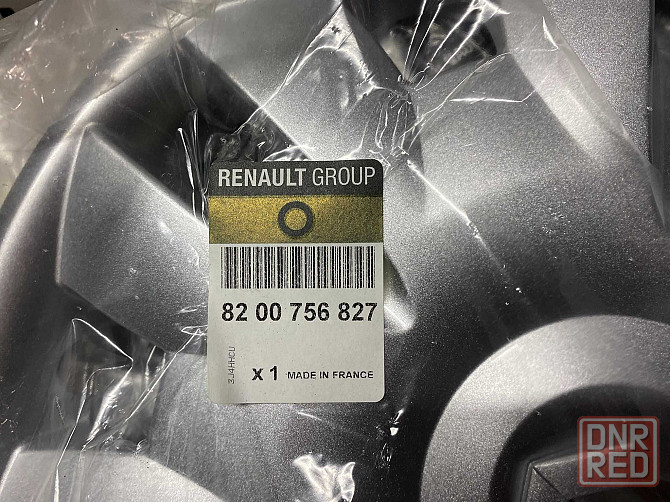 RENAULT GROUP
82 00 756 827
3J4HHCU
x 1 MADE IN FRANCE
DNR
RED